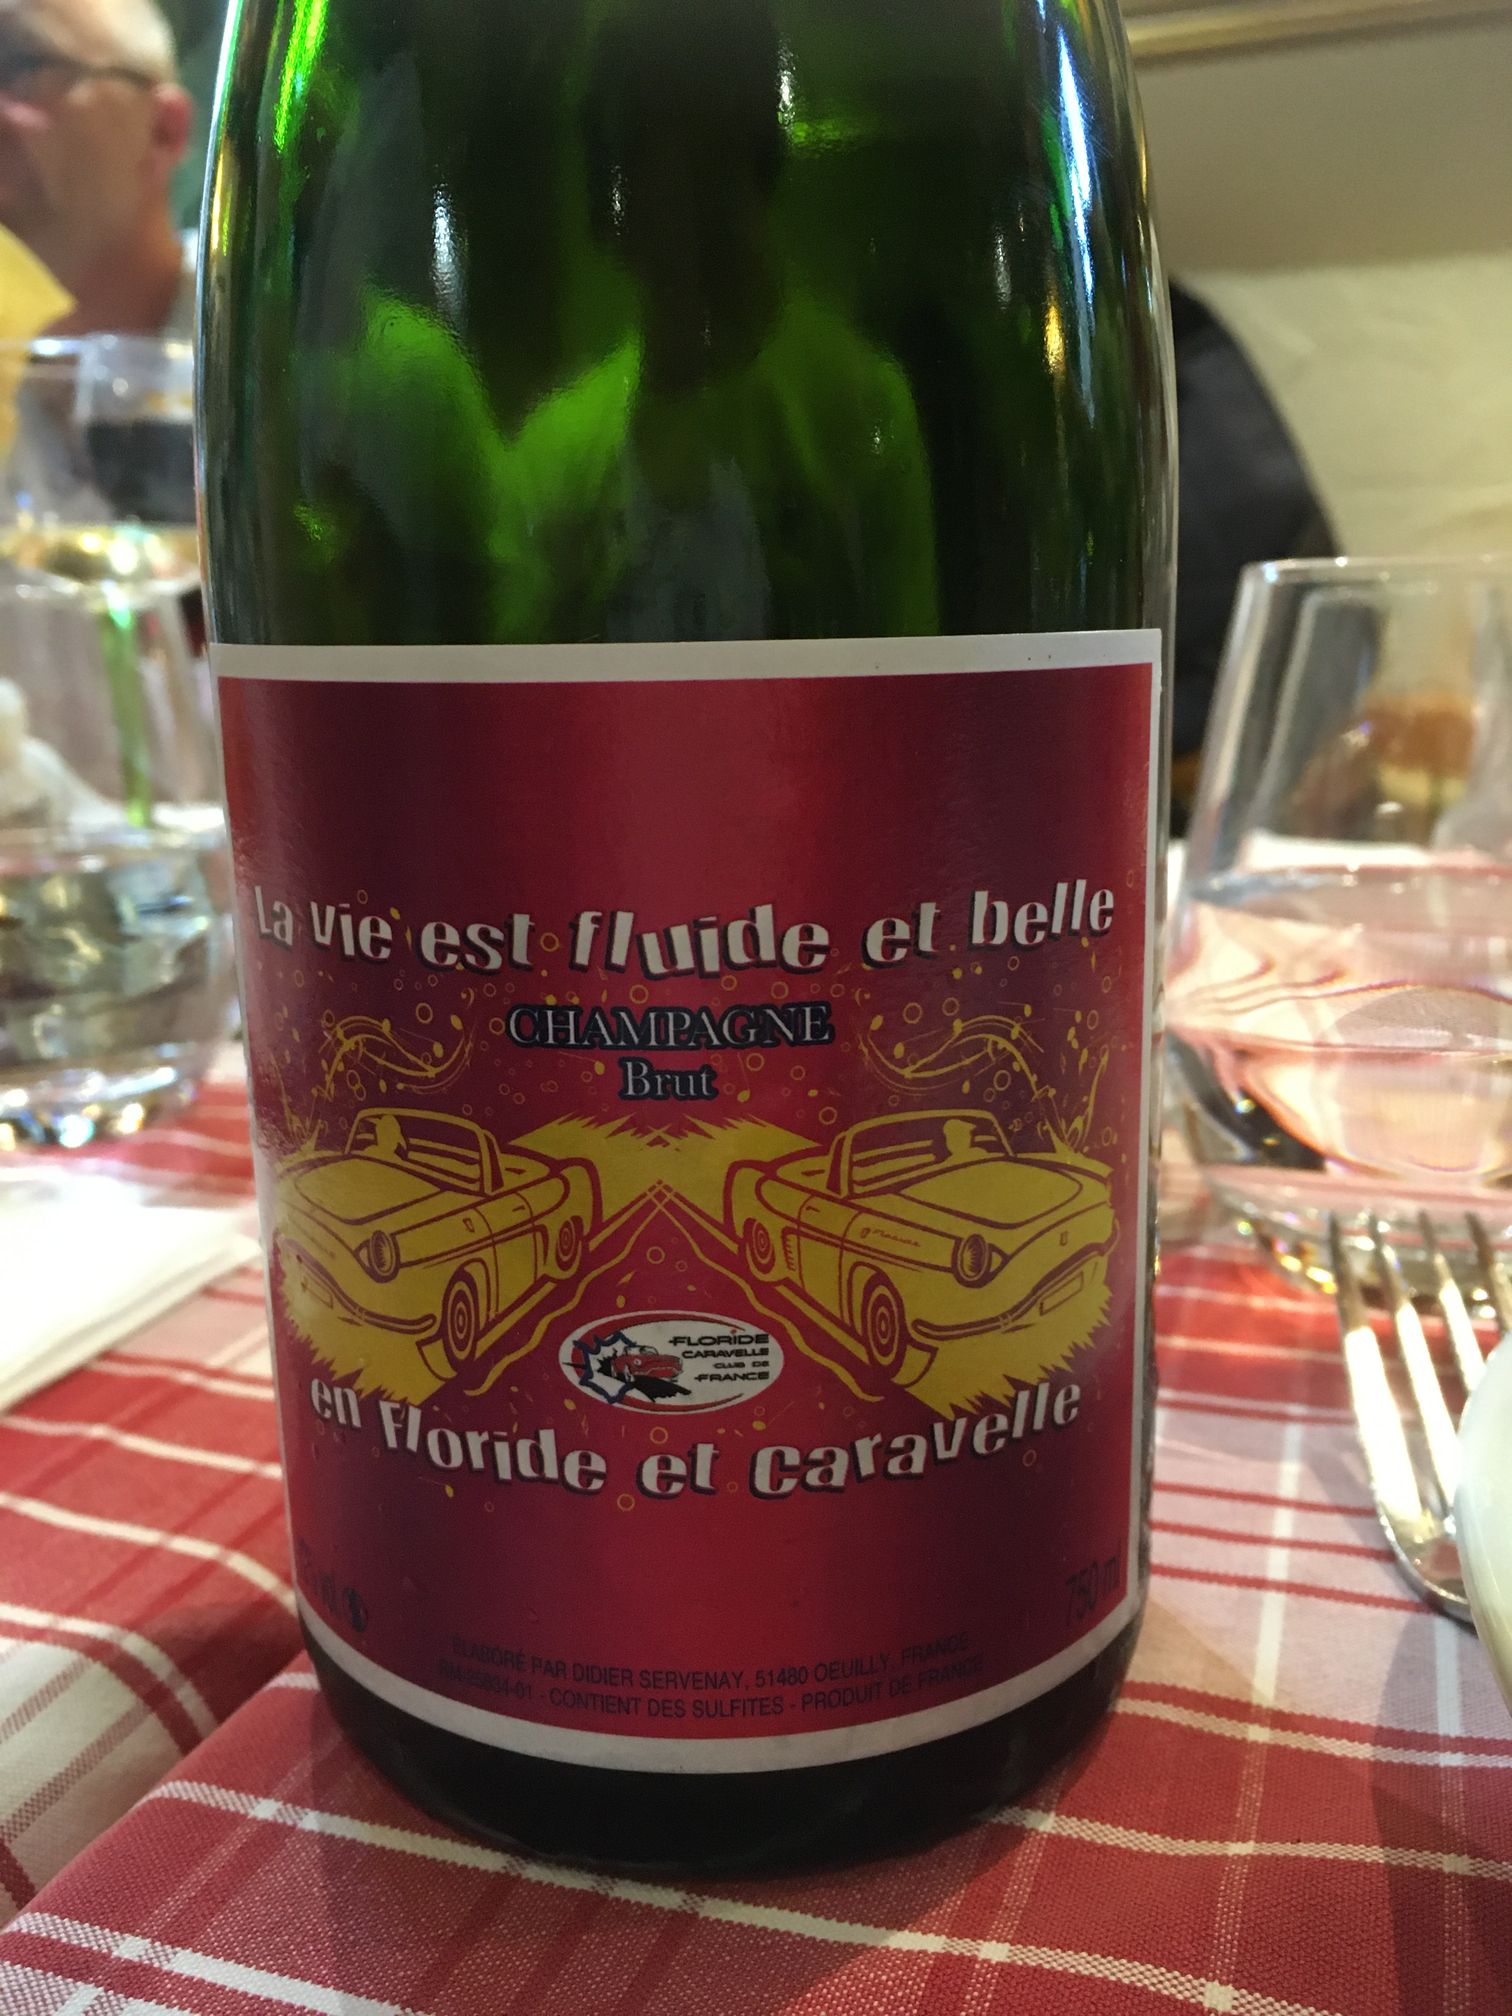 La vie est fluide et belle
CHAMPAGNE
Brut
FLORIDE
CARAVELLE
CLUB DE
FRANCE
en Floride et Caravelle
750 ml
ELABORÉ PAR DIDIER SERVENAY, 51480 OEUILLY, FRANCE
- CONTIENT DES SULFITES - PRODUIT DE FRANCE